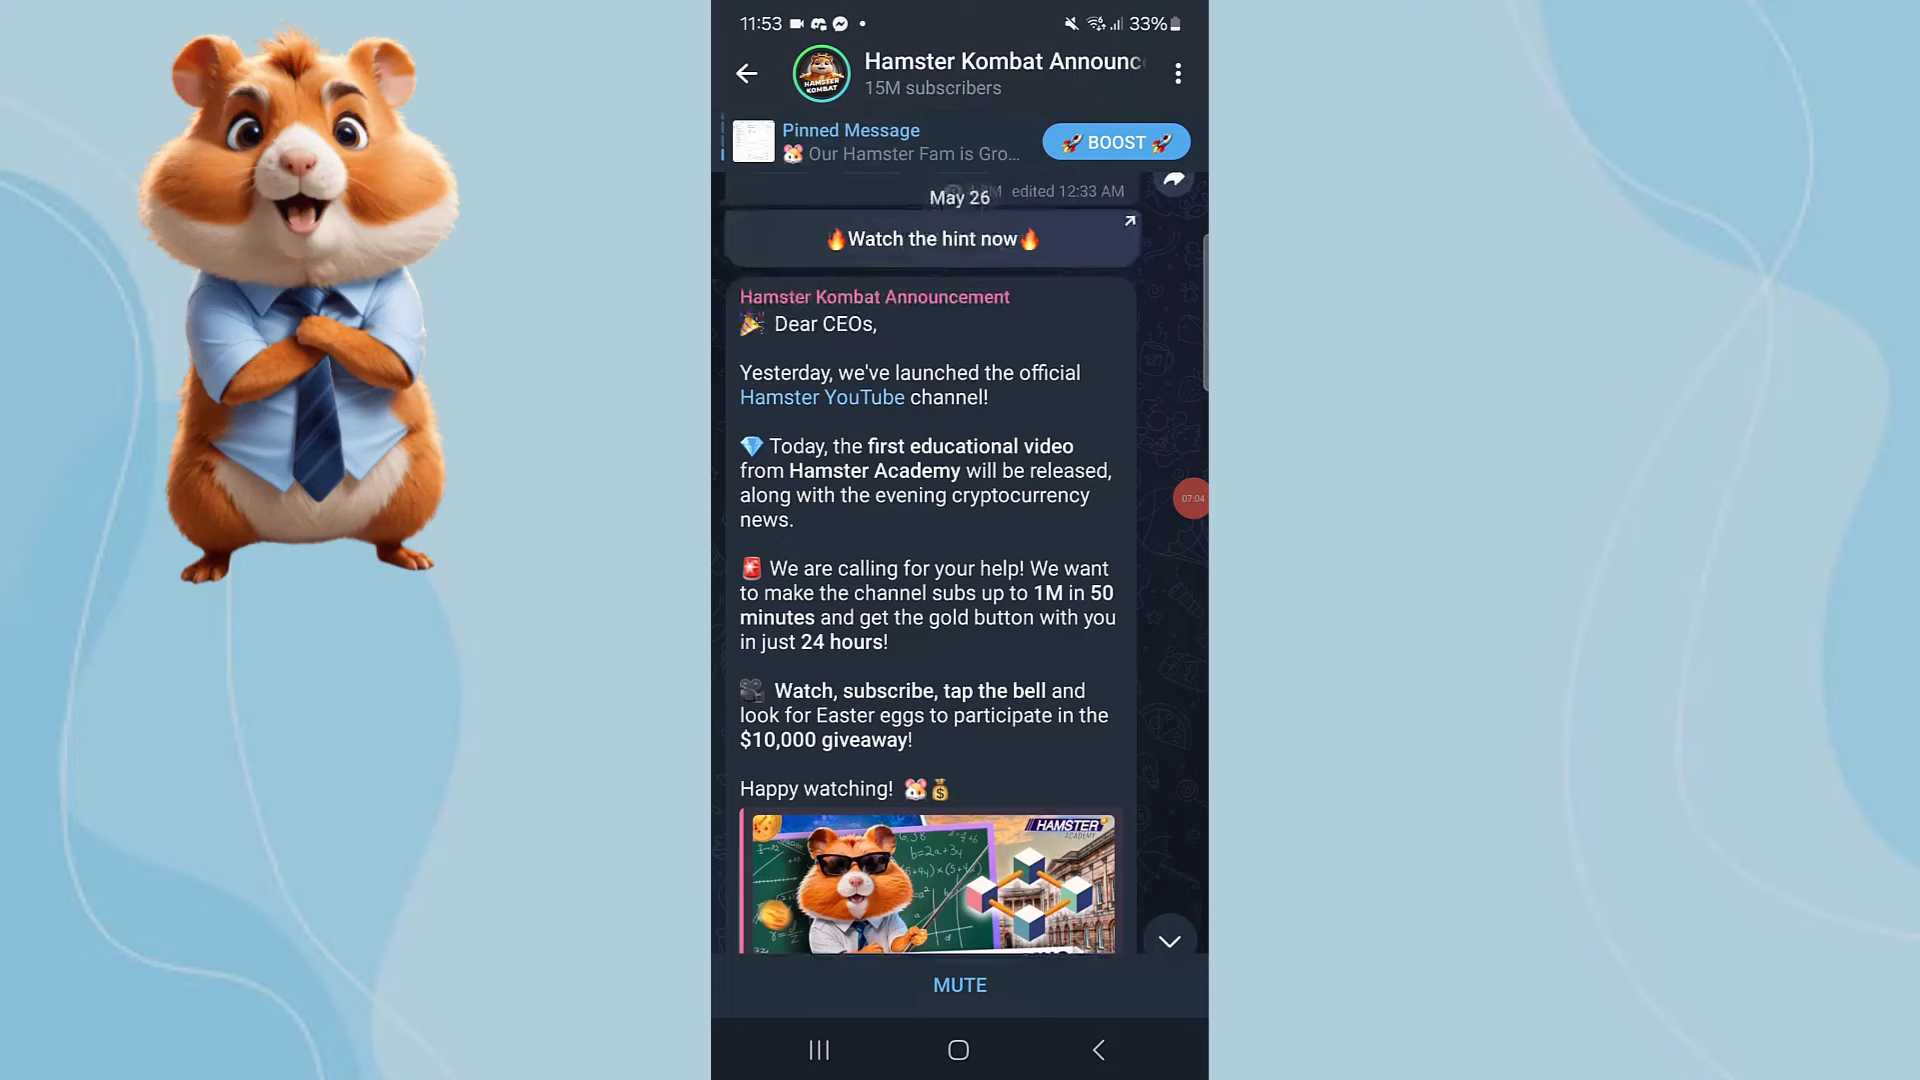 11:53
33%
Hamster Kombat Announc
15M subscribers
HAMSTER
KOMBAT
Pinned Message
🐹 Our Hamster Fam is Gro...
🚀 BOOST 🚀
edited 12:33 AM
May 26
🔥Watch the hint now🔥
Hamster Kombat Announcement
🎉 Dear CEOs,
Yesterday, we've launched the official
Hamster YouTube channel!
💎 Today, the first educational video
from Hamster Academy will be released,
along with the evening cryptocurrency
news.
🚨 We are calling for your help! We want
to make the channel subs up to 1M in 50
minutes and get the gold button with you
in just 24 hours!
🎥 Watch, subscribe, tap the bell and
look for Easter eggs to participate in the
$10,000 giveaway!
Happy watching! 🐹💰
HAMSTER
ACADEMY
b=2a+3y
07:04
MUTE